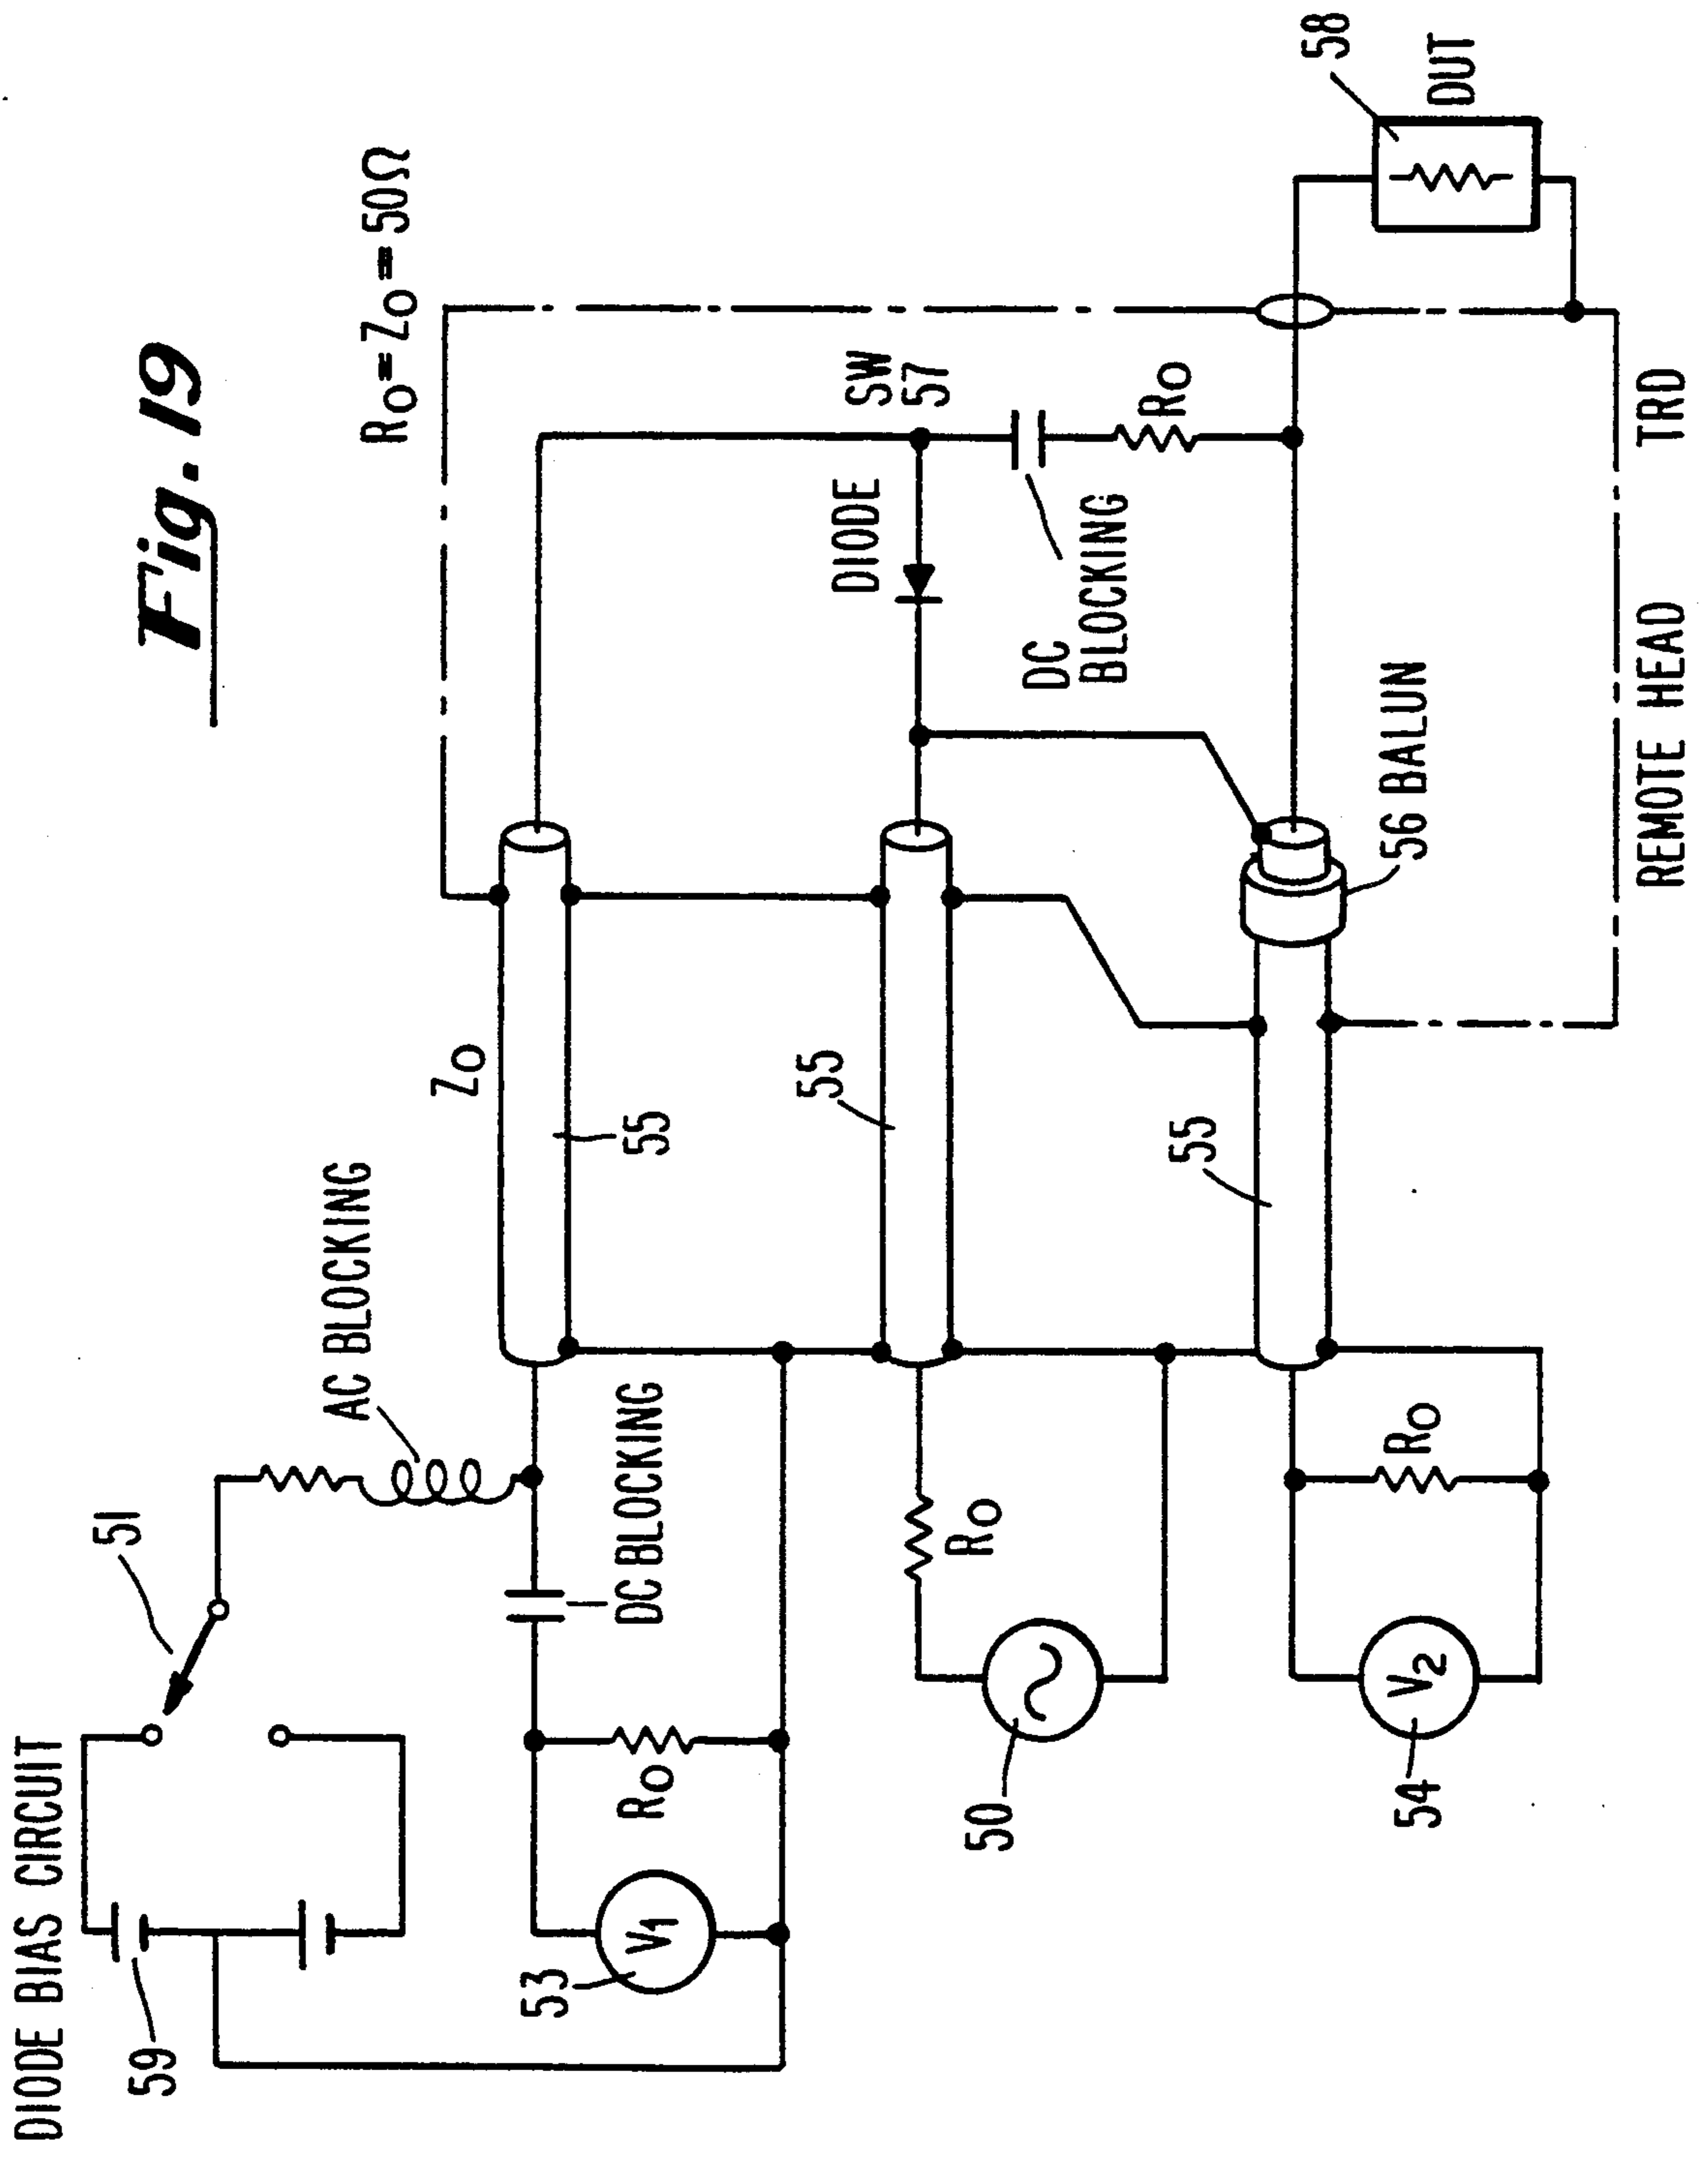 Fig. 19
DIODE BIAS CIRCUIT
59
51
AC BLOCKING
R0 = Z0 = 50Ω
Z0
53
V1
R0
DC BLOCKING
55
SW
57
DIODE
DC
BLOCKING
R0
50
R0
55
58
DUT
54
V2
R0
55
56 BALUN
REMOTE HEAD
TRD